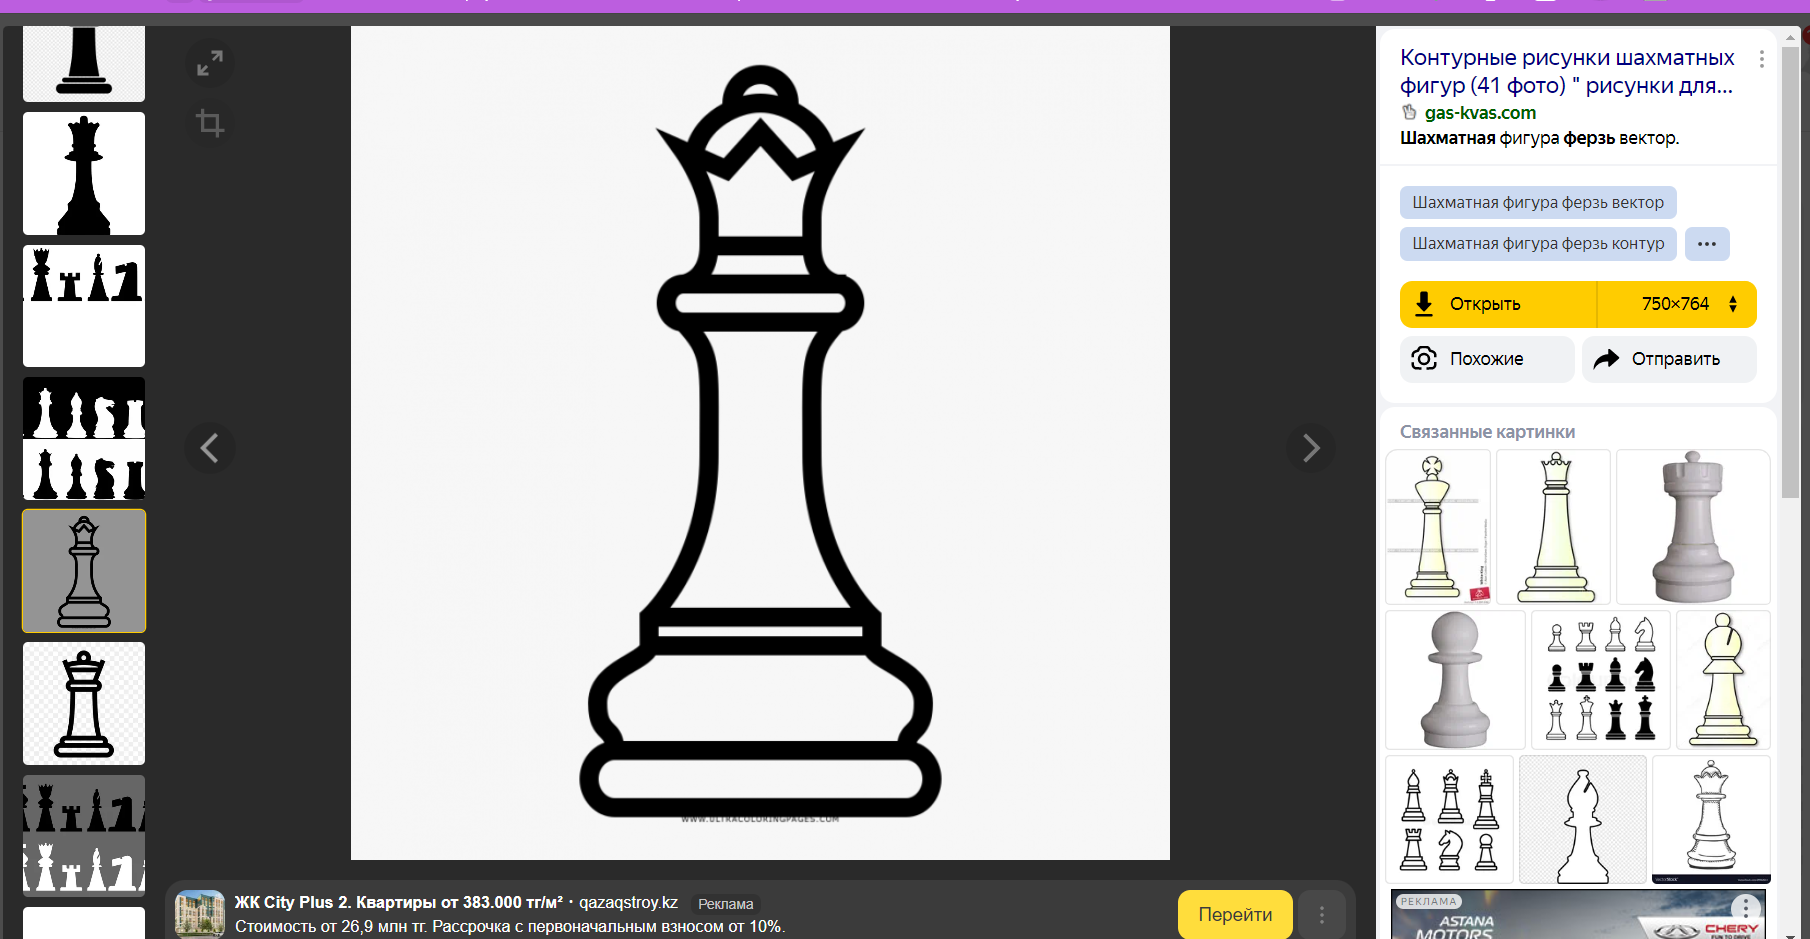 Контурные рисунки шахматных
фигур (41 фото) " рисунки для...
gas-kvas.com
Шахматная фигура ферзь вектор.
Шахматная фигура ферзь вектор
Шахматная фигура ферзь контур
Открыть
750×764
Похожие
Отправить
Связанные картинки
WWW.ULTRACOLORINGPAGES.COM
ЖК City Plus 2. Квартиры от 383.000 тг/м² · qazaqstroy.kz
Реклама
Стоимость от 26,9 млн тг. Рассрочка с первоначальным взносом от 10%.
Перейти
РЕКЛАМА
ASTANA
MOTORS
CHERY
FUN TO DRIVE